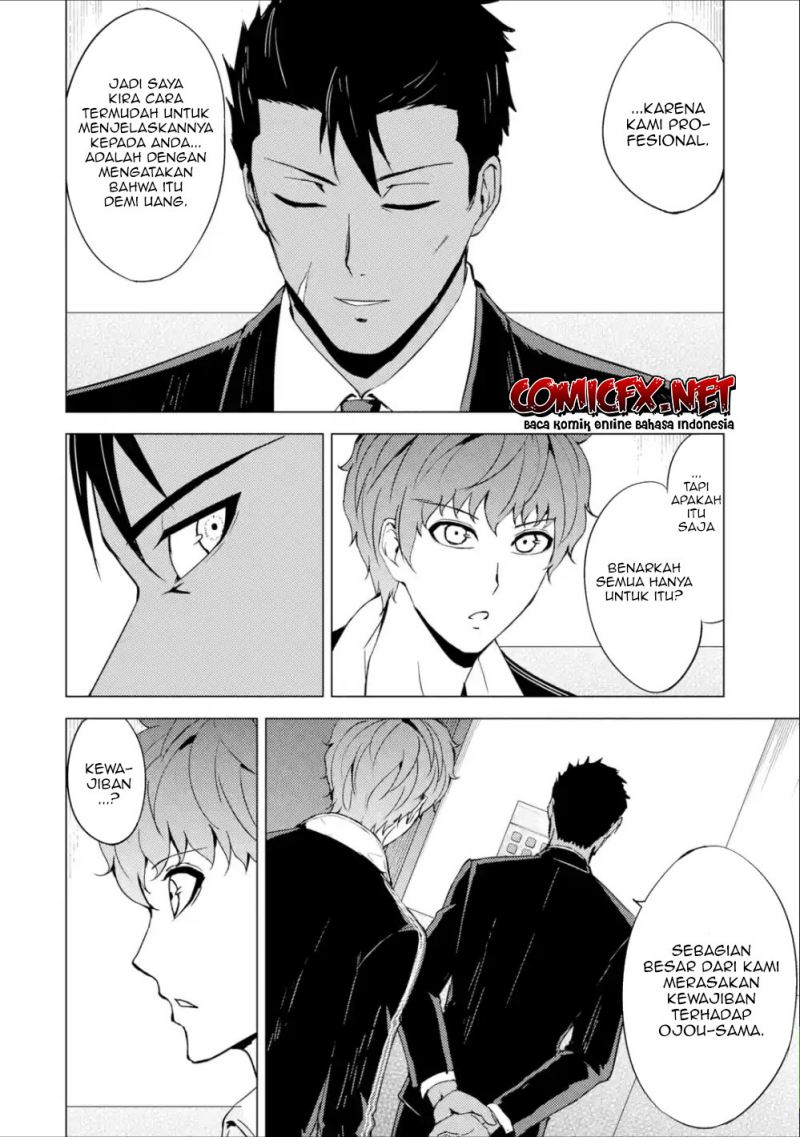 ...KARENA
KAMI PRO-
FESIONAL.
JADI SAYA
KIRA CARA
TERMUDAH UNTUK
MENJELASKANNYA
KEPADA ANDA...
ADALAH DENGAN
MENGATAKAN
BAHWA ITU
DEMI UANG.
COMICFX.NET
Baca Komik Online Bahasa Indonesia
...
TAPI
APAKAH
ITU
SAJA
BENARKAH
SEMUA HANYA
UNTUK ITU?
SEBAGIAN
BESAR DARI KAMI
MERASAKAN
KEWAJIBAN
TERHADAP
OJOU-SAMA.
KEWA-
JIBAN
...?